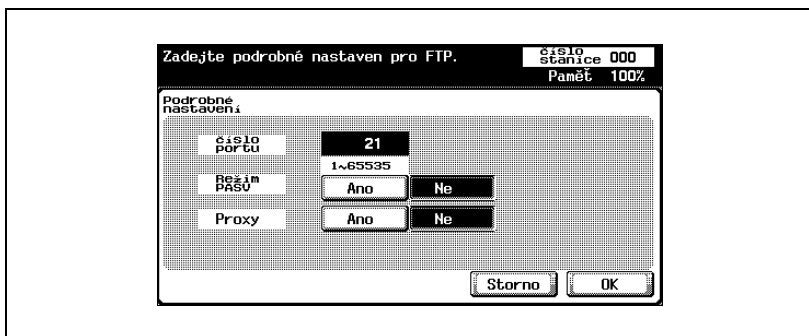 Zadejte podrobné nastaven pro FTP.
číslo
stanice 000
Paměť 100%
Podrobné
nastavení
číslo
portu
21
1~65535
Režim
PASV
Ano Ne
Proxy Ano Ne
Storno OK